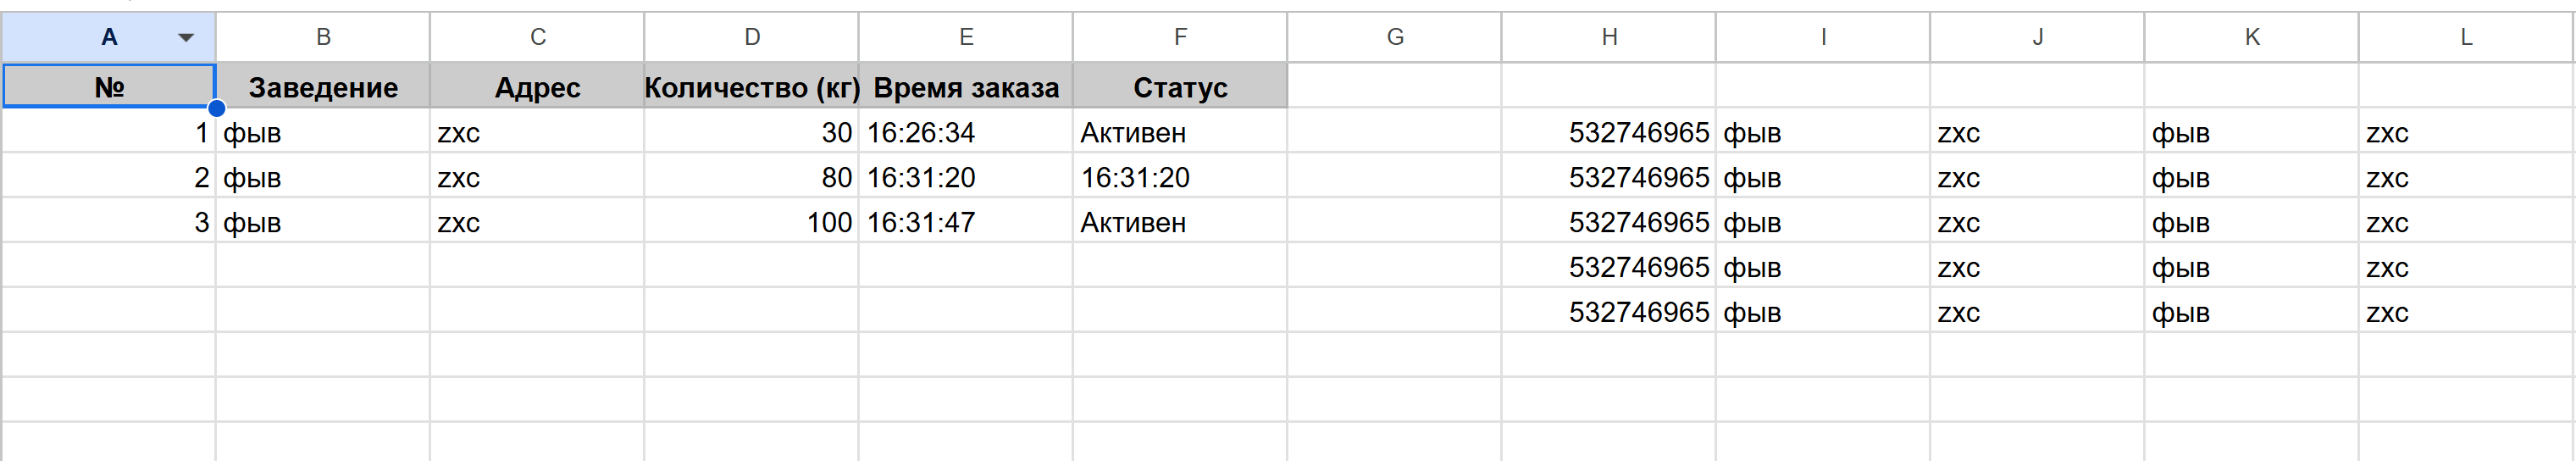 A B C D E F G H I J K L
№ Заведение Адрес Количество (кг) Время заказа Статус
1 фыв zxc 30 16:26:34 Активен 532746965 фыв zxc фыв zxc
2 фыв zxc 80 16:31:20 16:31:20 532746965 фыв zxc фыв zxc
3 фыв zxc 100 16:31:47 Активен 532746965 фыв zxc фыв zxc
532746965 фыв zxc фыв zxc
532746965 фыв zxc фыв zxc